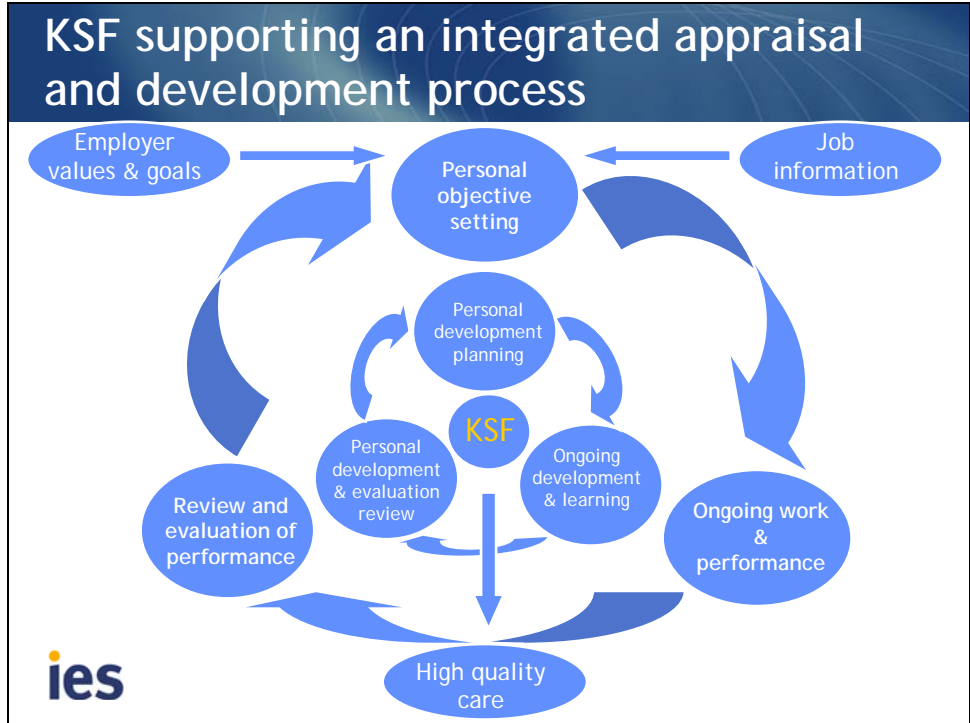 KSF supporting an integrated appraisal
and development process
Employer
values & goals
Job
information
Personal
objective
setting
Personal
development
planning
KSF
Personal
development
& evaluation
review
Ongoing
development
& learning
Review and
evaluation of
performance
Ongoing work
&
performance
High quality
care
ies